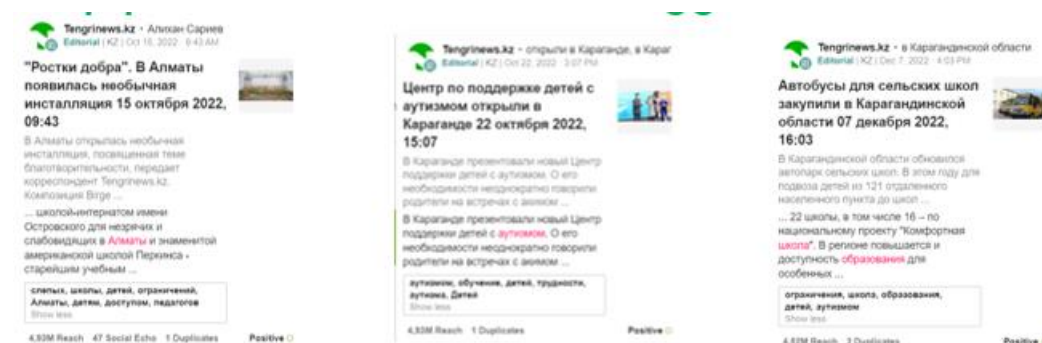 Tengrinews.kz • Алихан Сариев
Editorial | KZ | Oct 15, 2022 · 9:43 AM
"Ростки добра". В Алматы
появилась необычная
инсталляция 15 октября 2022,
09:43
В Алматы открылась необычная
инсталляция, посвященная теме
благотворительности, передает
корреспондент Tengrinews.kz.
Композиция Birge ...
... школой-интернатом имени
Островского для незрячих и
слабовидящих в Алматы и знаменитой
американской школой Перкинса -
старейшим учебным ...
слепых, школы, детей, ограничений,
Алматы, детям, доступом, педагогов
Show less
4,93M Reach 47 Social Echo 1 Duplicates Positive
Tengrinews.kz • открыли в Караганде, в Караг
Editorial | KZ | Oct 22, 2022 · 3:07 PM
Центр по поддержке детей с
аутизмом открыли в
Караганде 22 октября 2022,
15:07
В Караганде презентовали новый Центр
поддержки детей с аутизмом. О его
необходимости неоднократно говорили
родители на встречах с акимом ...
В Караганде презентовали новый Центр
поддержки детей с аутизмом. О его
необходимости неоднократно говорили
родители на встречах с акимом ...
аутизмом, обучение, детей, трудности,
аутизма, Детей
Show less
4,93M Reach 1 Duplicates Positive
Tengrinews.kz • в Карагандинской области
Editorial | KZ | Dec 7, 2022 · 4:03 PM
Автобусы для сельских школ
закупили в Карагандинской
области 07 декабря 2022,
16:03
В Карагандинской области обновился
автопарк сельских школ. В этом году для
подвоза детей из 121 отдаленного
населенного пункта до школ ...
... 22 школы, в том числе 16 – по
национальному проекту "Комфортная
школа". В регионе повышается и
доступность образования для
особенных ...
ограничения, школа, образования,
детей, аутизмом
Show less
Reach 2 Duplicates Positive